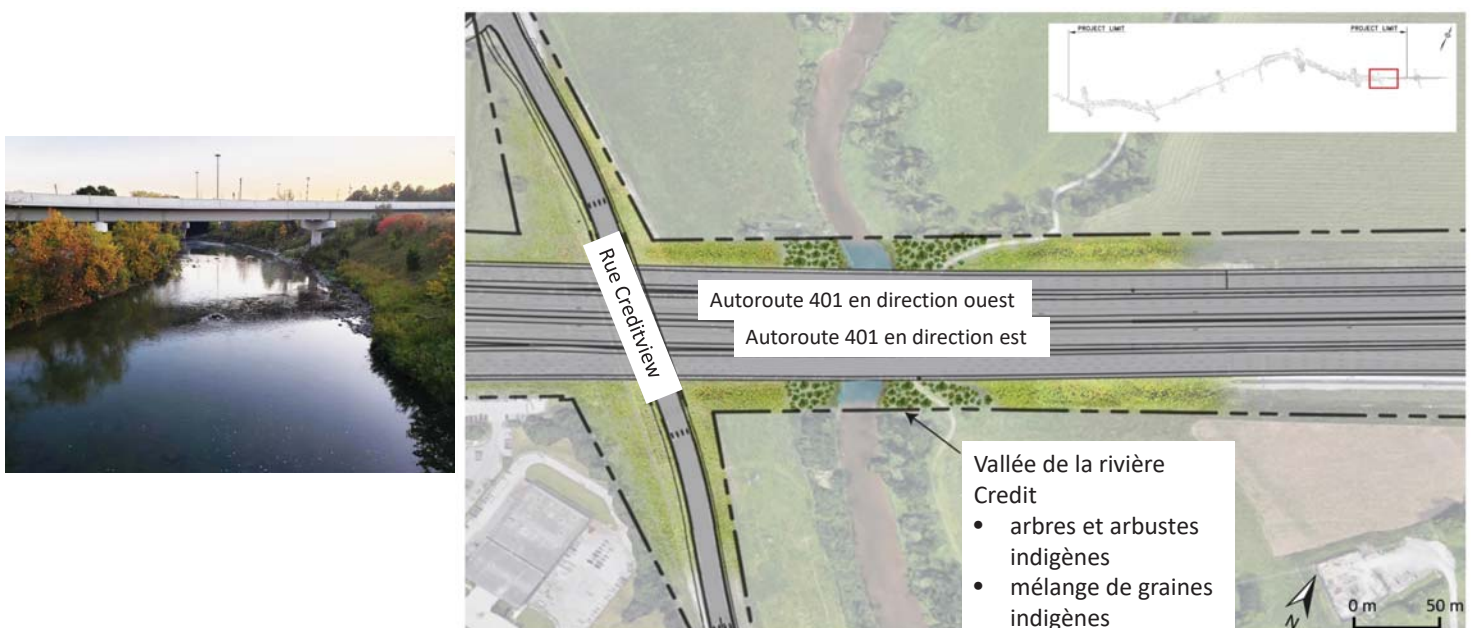 PROJECT LIMIT
PROJECT LIMIT
Rue Creditview
Autoroute 401 en direction ouest
Autoroute 401 en direction est
Vallée de la rivière
Credit
• arbres et arbustes
indigènes
• mélange de graines
indigènes
N
0 m 50 m